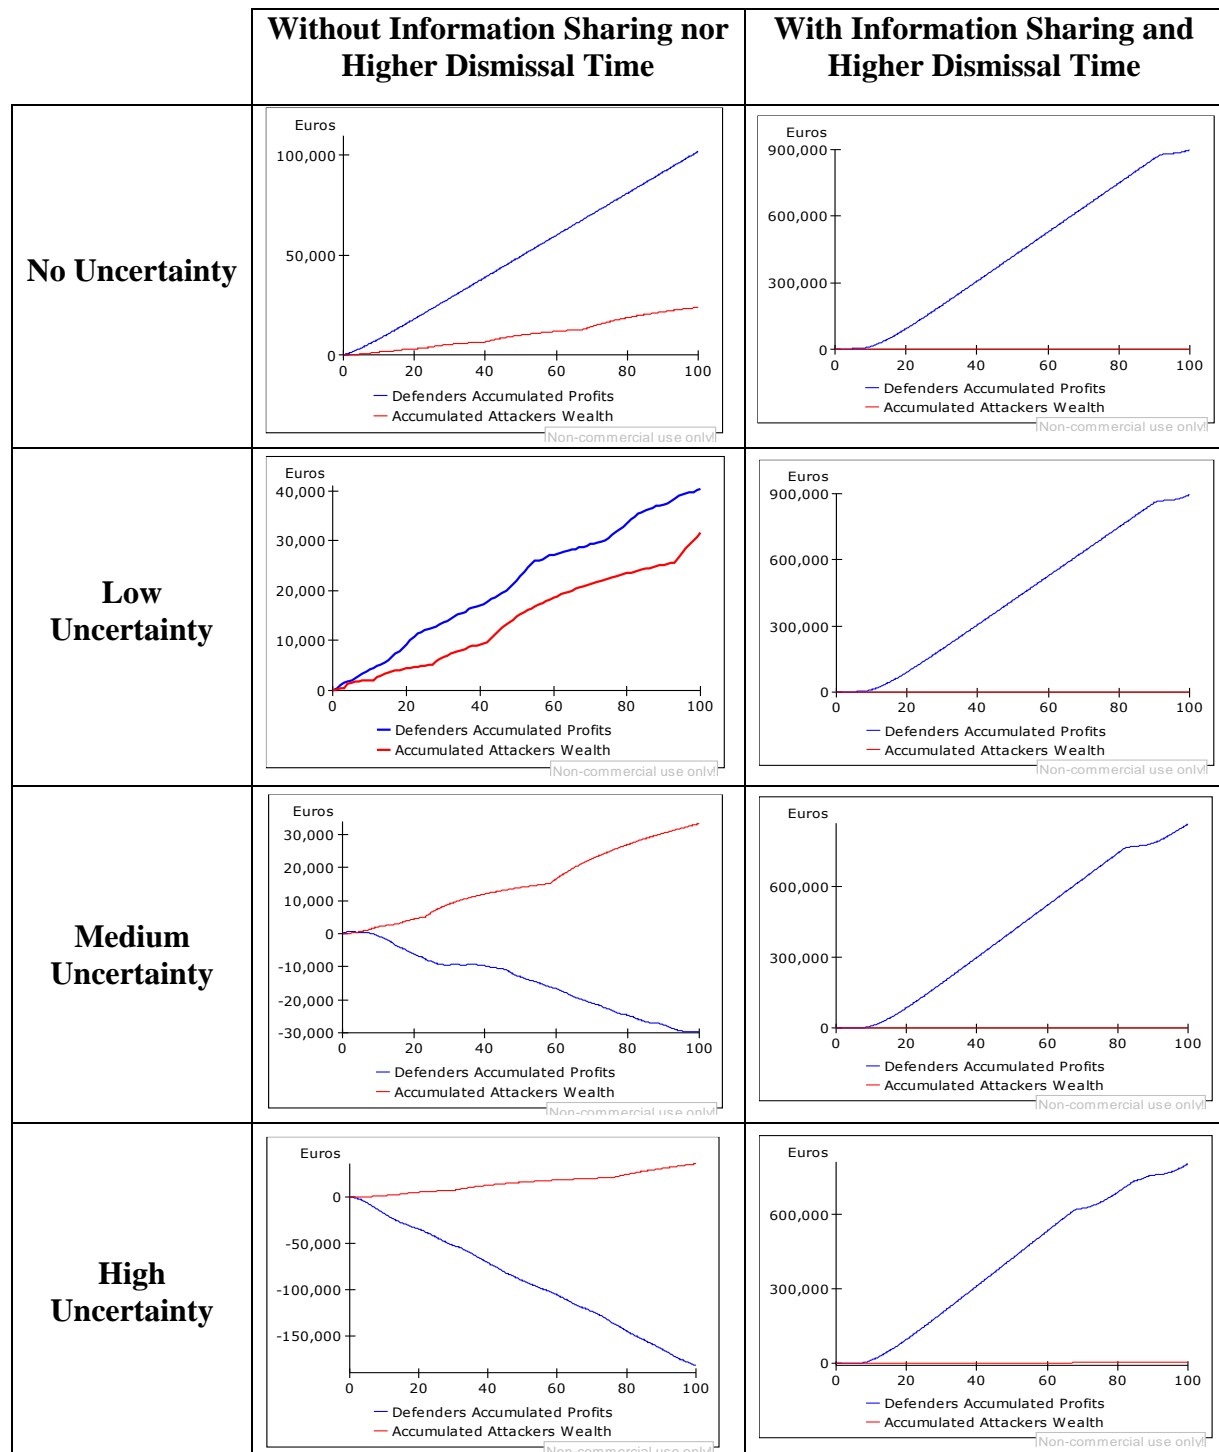 Without Information Sharing nor
Higher Dismissal Time
With Information Sharing and
Higher Dismissal Time
No Uncertainty
Euros
100,000
50,000
0
0 20 40 60 80 100
Defenders Accumulated Profits
Accumulated Attackers Wealth
Non-commercial use only!
Euros
900,000
600,000
300,000
0
0 20 40 60 80 100
Defenders Accumulated Profits
Accumulated Attackers Wealth
Non-commercial use only!
Low
Uncertainty
Euros
40,000
30,000
20,000
10,000
0
0 20 40 60 80 100
Defenders Accumulated Profits
Accumulated Attackers Wealth
Non-commercial use only!
Euros
900,000
600,000
300,000
0
0 20 40 60 80 100
Defenders Accumulated Profits
Accumulated Attackers Wealth
Non-commercial use only!
Medium
Uncertainty
Euros
30,000
20,000
10,000
0
-10,000
-20,000
-30,000
0 20 40 60 80 100
Defenders Accumulated Profits
Accumulated Attackers Wealth
Non-commercial use only!
Euros
600,000
300,000
0
0 20 40 60 80 100
Defenders Accumulated Profits
Accumulated Attackers Wealth
Non-commercial use only!
High
Uncertainty
Euros
0
-50,000
-100,000
-150,000
0 20 40 60 80 100
Defenders Accumulated Profits
Accumulated Attackers Wealth
Non-commercial use only!
Euros
600,000
300,000
0
0 20 40 60 80 100
Defenders Accumulated Profits
Accumulated Attackers Wealth
Non-commercial use only!